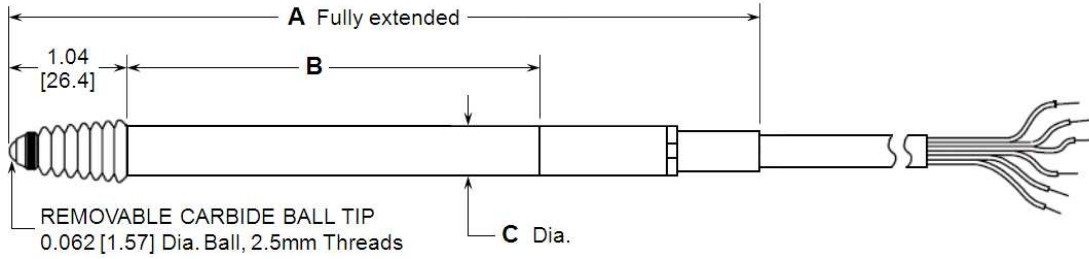 A Fully extended
1.04
[26.4]
B
REMOVABLE CARBIDE BALL TIP
0.062 [1.57] Dia. Ball, 2.5mm Threads
C Dia.